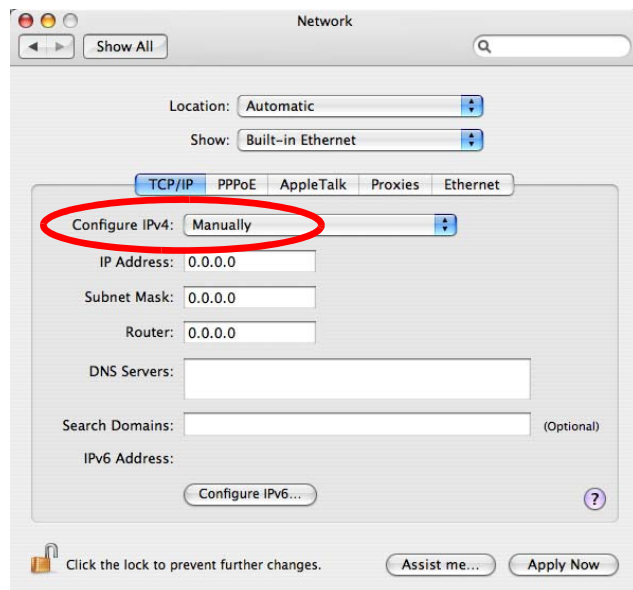 Network
Show All
Location: Automatic
Show: Built-in Ethernet
TCP/IP PPPoE AppleTalk Proxies Ethernet
Configure IPv4: Manually
IP Address: 0.0.0.0
Subnet Mask: 0.0.0.0
Router: 0.0.0.0
DNS Servers:
Search Domains: (Optional)
IPv6 Address:
Configure IPv6...
?
Click the lock to prevent further changes. Assist me... Apply Now